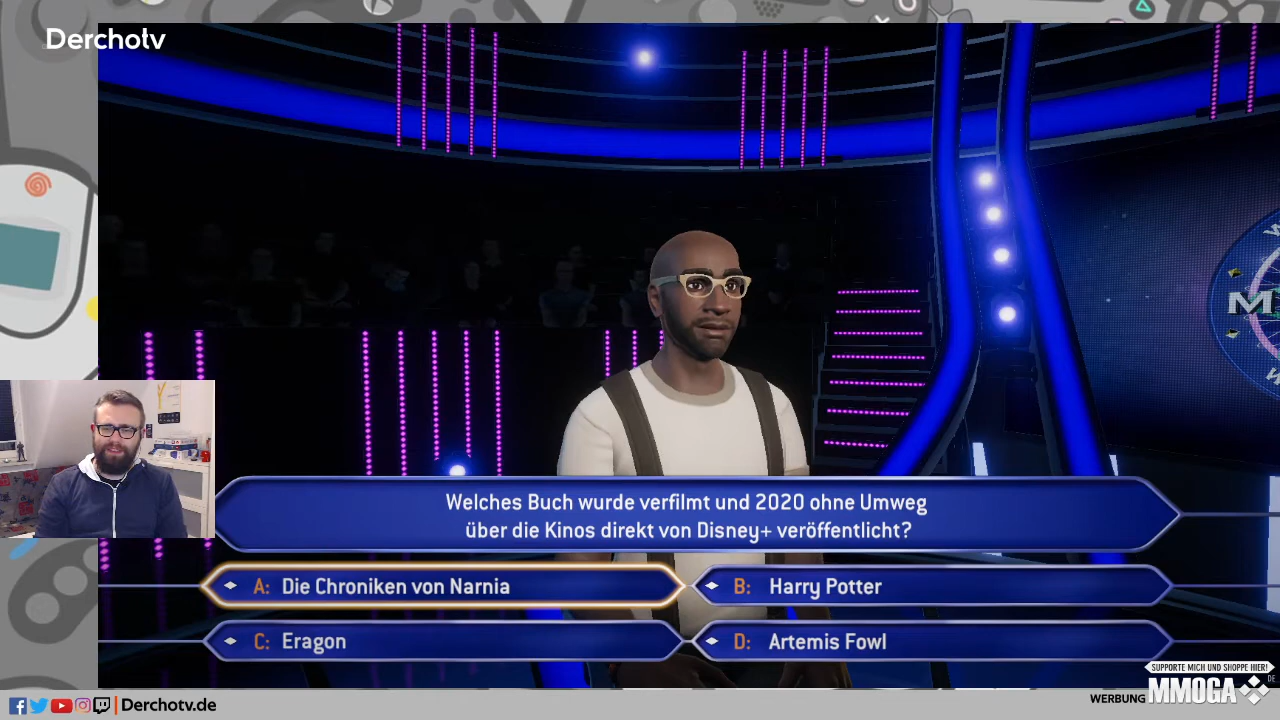 Derchotv
Welches Buch wurde verfilmt und 2020 ohne Umweg
über die Kinos direkt von Disney+ veröffentlicht?
A: Die Chroniken von Narnia
B: Harry Potter
C: Eragon
D: Artemis Fowl
SUPPORTE MICH UND SHOPPE HIER!
WERBUNG MMOGA DE
Derchotv.de